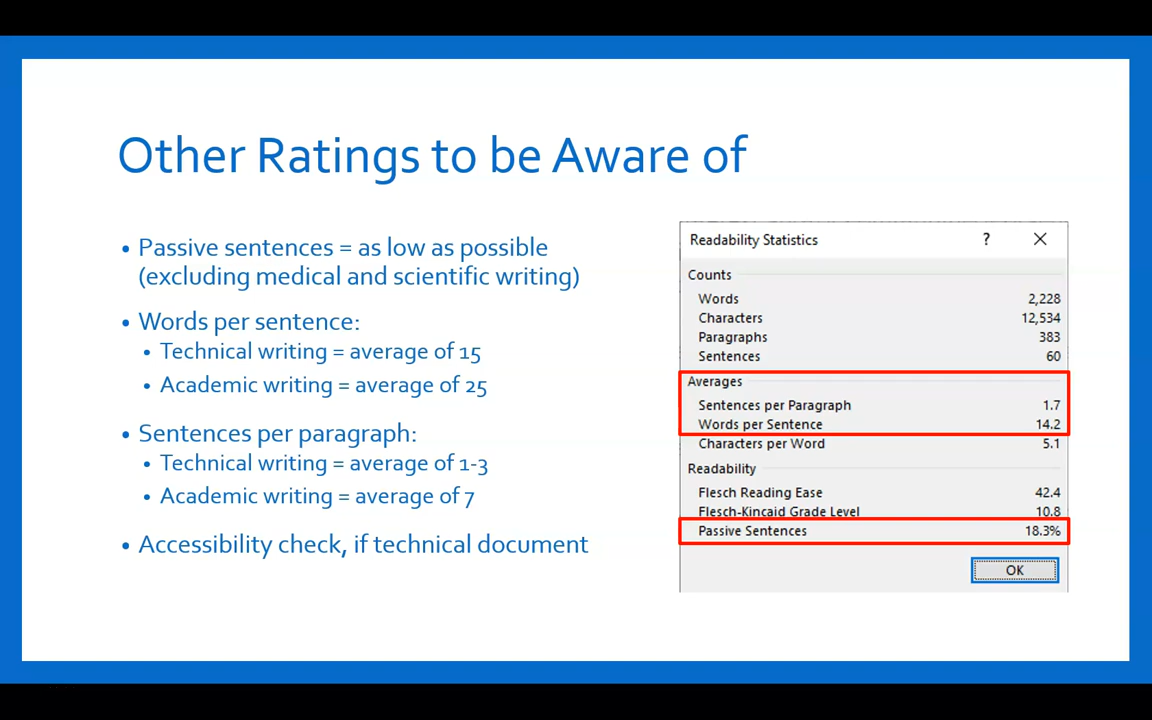 Other Ratings to be Aware of
• Passive sentences = as low as possible
(excluding medical and scientific writing)
• Words per sentence:
• Technical writing = average of 15
• Academic writing = average of 25
• Sentences per paragraph:
• Technical writing = average of 1-3
• Academic writing = average of 7
• Accessibility check, if technical document
Readability Statistics ? ×
Counts
Words 2,228
Characters 12,534
Paragraphs 383
Sentences 60
Averages
Sentences per Paragraph 1.7
Words per Sentence 14.2
Characters per Word 5.1
Readability
Flesch Reading Ease 42.4
Flesch-Kincaid Grade Level 10.8
Passive Sentences 18.3%
OK